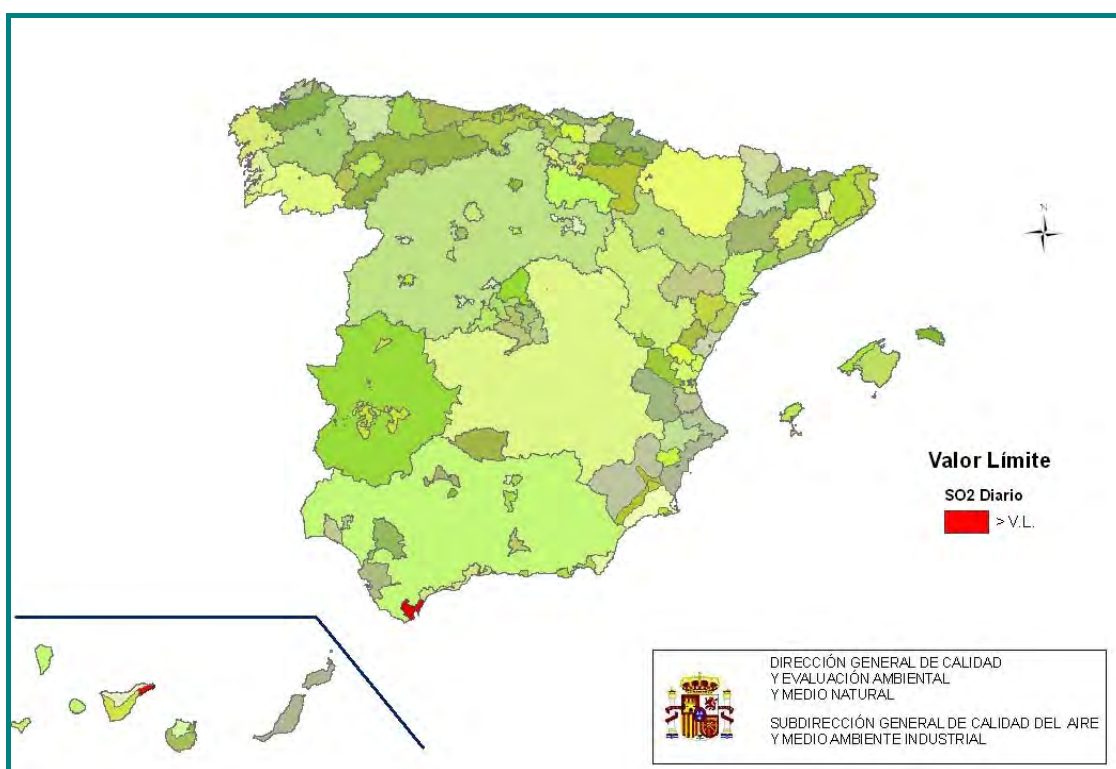 N
Valor Límite
SO2 Diario
> V.L.
DIRECCIÓN GENERAL DE CALIDAD
Y EVALUACIÓN AMBIENTAL
Y MEDIO NATURAL
SUBDIRECCIÓN GENERAL DE CALIDAD DEL AIRE
Y MEDIO AMBIENTE INDUSTRIAL